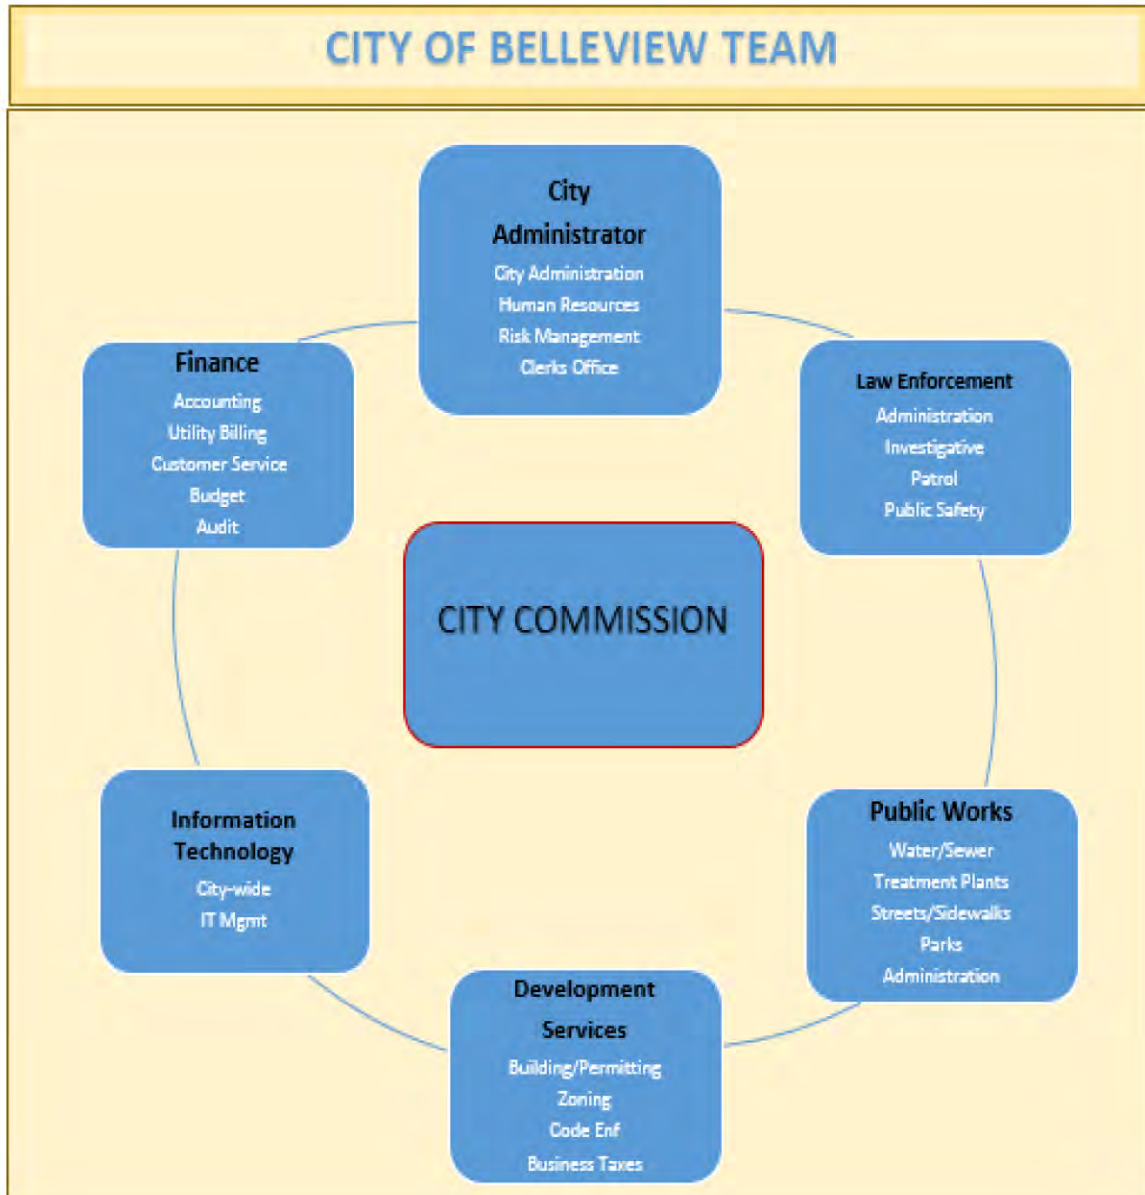 CITY OF BELLEVIEW TEAM
City
Administrator
City Administration
Human Resources
Risk Management
Clerks Office
Finance
Accounting
Utility Billing
Customer Service
Budget
Audit
Law Enforcement
Administration
Investigative
Patrol
Public Safety
CITY COMMISSION
Information
Technology
City-wide
IT Mgmt
Public Works
Water/Sewer
Treatment Plants
Streets/Sidewalks
Parks
Administration
Development
Services
Building/Permitting
Zoning
Code Enf
Business Taxes